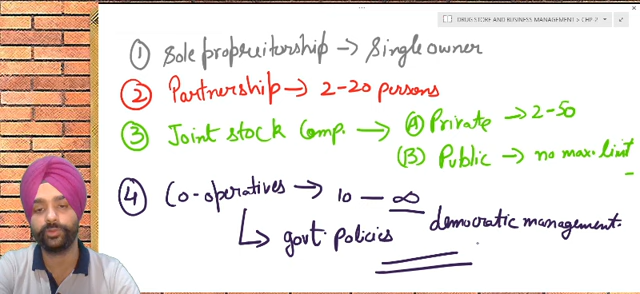 DRUG STORE AND BUSINESS MANAGEMENT > CHP 2
① Sole propreitorship → Single owner
② Partnership → 2-20 persons
③ Joint stock Comp. → Ⓐ Private → 2-50
(B) Public → no max. limit
④ Co-operatives → 10 — ∞
democratic management.
↳ govt. policies